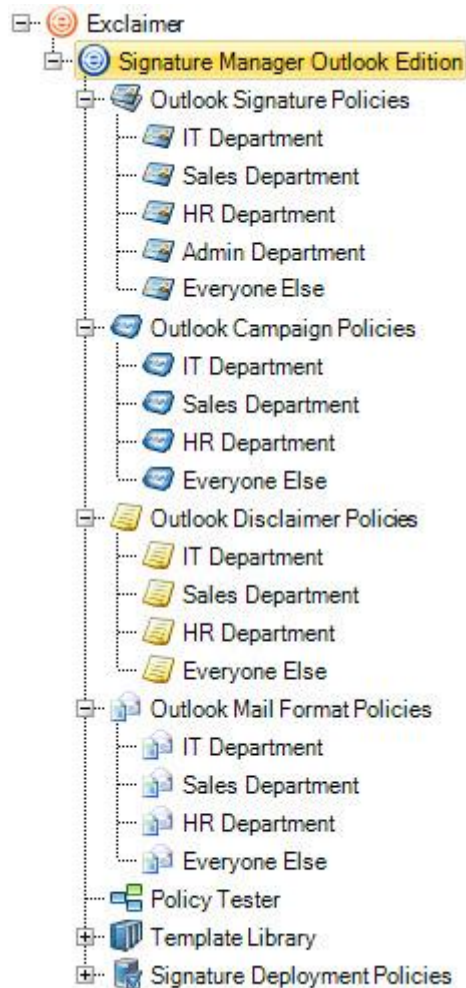 Exclaimer
Signature Manager Outlook Edition
Outlook Signature Policies
IT Department
Sales Department
HR Department
Admin Department
Everyone Else
Outlook Campaign Policies
IT Department
Sales Department
HR Department
Everyone Else
Outlook Disclaimer Policies
IT Department
Sales Department
HR Department
Everyone Else
Outlook Mail Format Policies
IT Department
Sales Department
HR Department
Everyone Else
Policy Tester
Template Library
Signature Deployment Policies